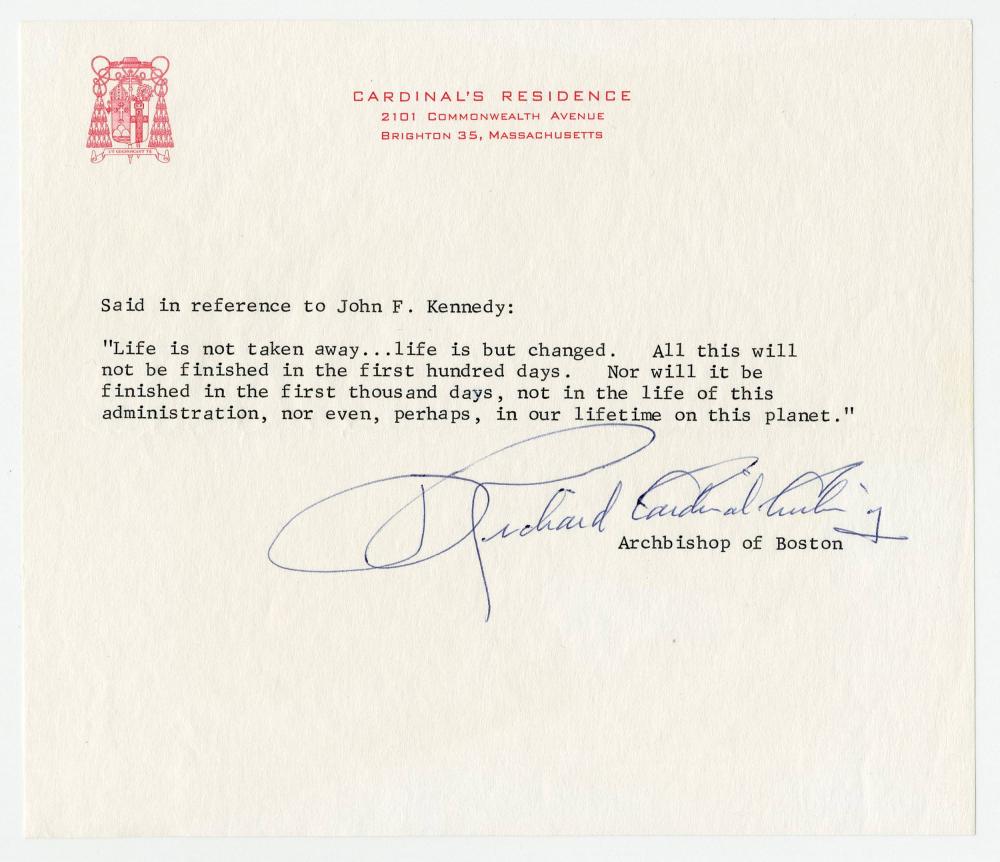 CARDINAL'S RESIDENCE
2101 COMMONWEALTH AVENUE
BRIGHTON 35, MASSACHUSETTS
UT COGNOSCANT TE
Said in reference to John F. Kennedy:
"Life is not taken away...life is but changed. All this will
not be finished in the first hundred days. Nor will it be
finished in the first thousand days, not in the life of this
administration, nor even, perhaps, in our lifetime on this planet."
Richard Cardinal Cushing
Archbishop of Boston